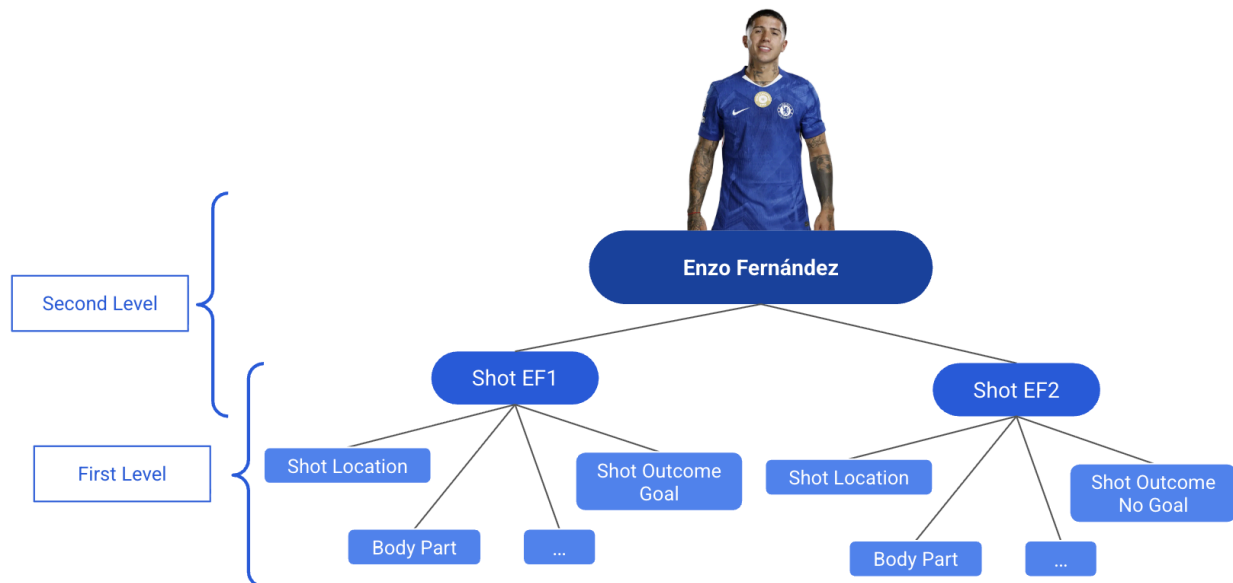 Enzo Fernández
Second Level
Shot EF1
Shot EF2
First Level
Shot Location
Shot Outcome
Goal
Body Part
...
Shot Location
Shot Outcome
No Goal
Body Part
...